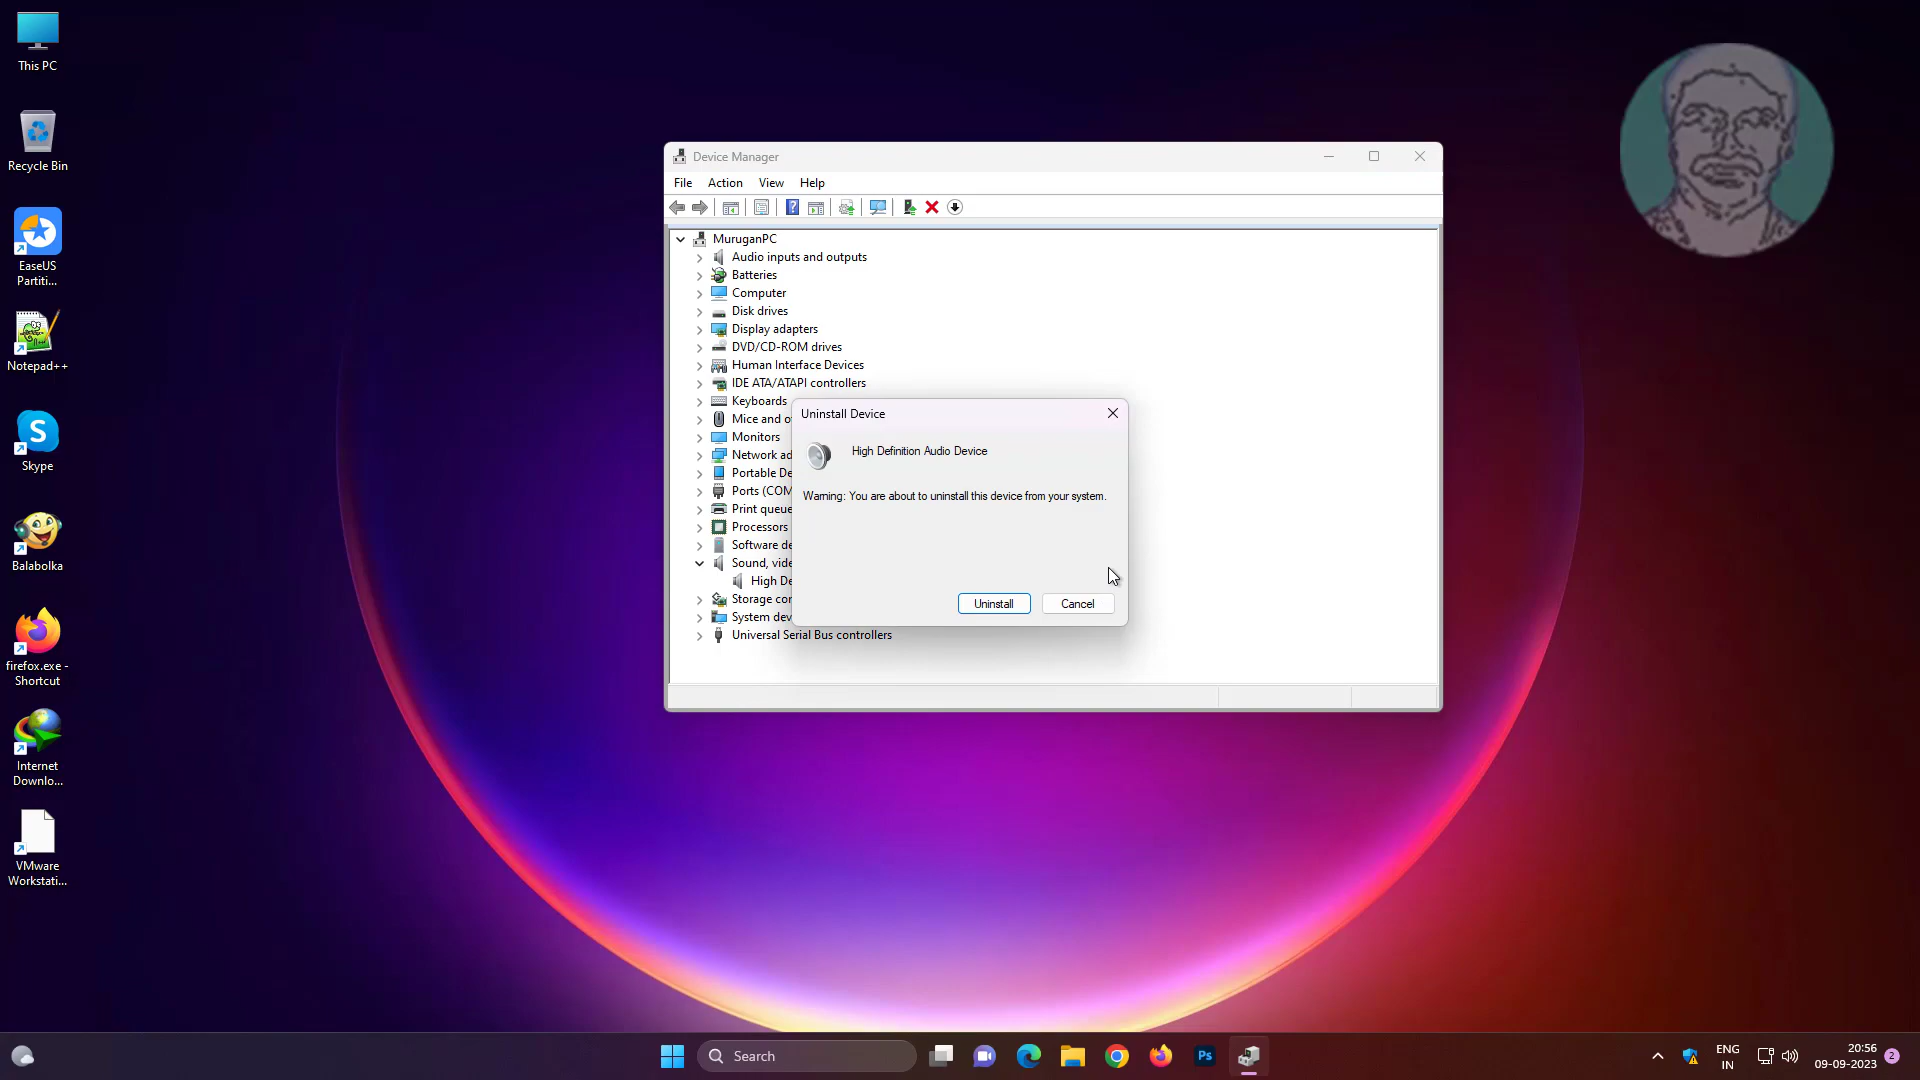 This PC
Recycle Bin
EaseUS
Partiti...
Notepad++
Skype
Balabolka
firefox.exe -
Shortcut
Internet
Downlo...
VMware
Workstati...
Device Manager
File Action View Help
MuruganPC
Audio inputs and outputs
Batteries
Computer
Disk drives
Display adapters
DVD/CD-ROM drives
Human Interface Devices
IDE ATA/ATAPI controllers
Keyboards
Mice and o
Monitors
Network ad
Portable De
Ports (COM
Print queue
Processors
Software de
Sound, vide
High De
Storage con
System dev
Universal Serial Bus controllers
Uninstall Device
High Definition Audio Device
Warning: You are about to uninstall this device from your system.
Uninstall Cancel
Search
Ps
ENG
IN
20:56
09-09-2023
2